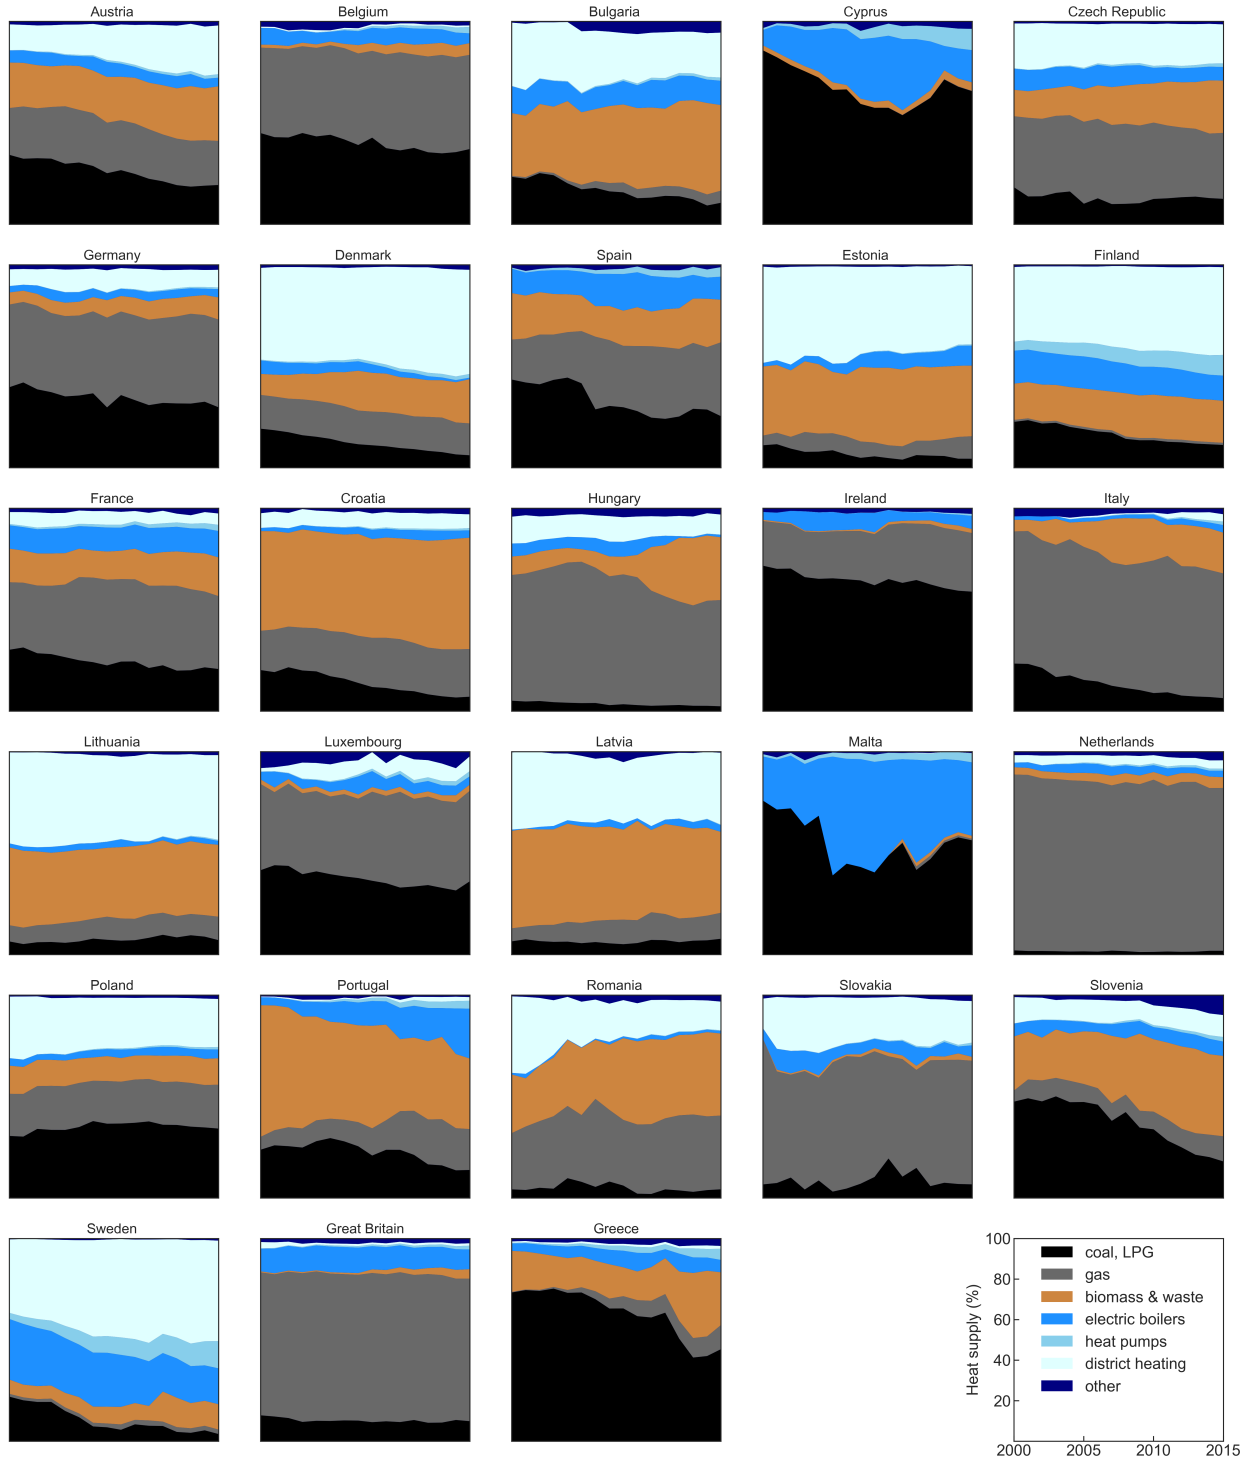 Austria
Belgium
Bulgaria
Cyprus
Czech Republic
Germany
Denmark
Spain
Estonia
Finland
France
Croatia
Hungary
Ireland
Italy
Lithuania
Luxembourg
Latvia
Malta
Netherlands
Poland
Portugal
Romania
Slovakia
Slovenia
Sweden
Great Britain
Greece
Heat supply (%)
100
80
60
40
20
coal, LPG
gas
biomass & waste
electric boilers
heat pumps
district heating
other
2000 2005 2010 2015